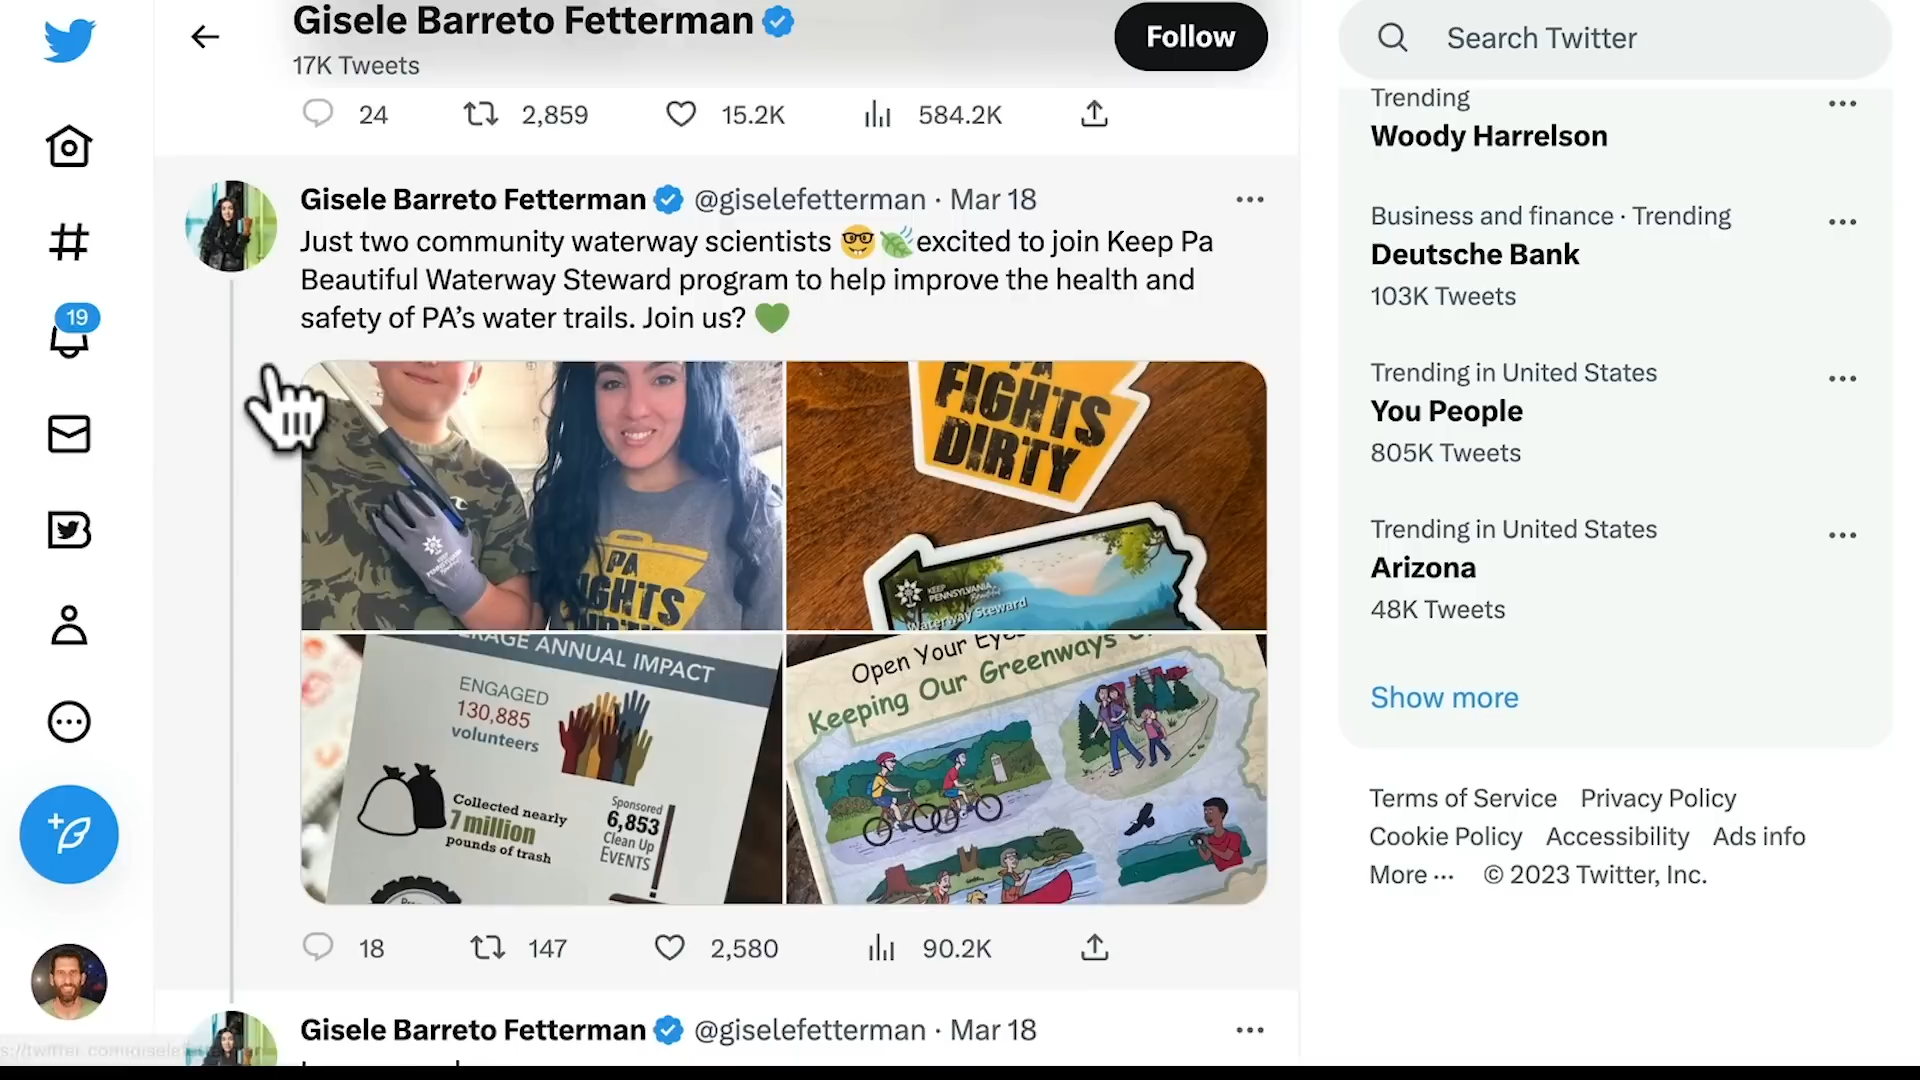 Gisele Barreto Fetterman
17K Tweets
Follow
Search Twitter
24 2,859 15.2K 584.2K
Gisele Barreto Fetterman @giselefetterman · Mar 18
Just two community waterway scientists 🤓🍃excited to join Keep Pa
Beautiful Waterway Steward program to help improve the health and
safety of PA’s water trails. Join us? 💚
19
KEEP
PENNSYLVANIA
Beautiful
PA
FIGHTS
FIGHTS
DIRTY
KEEP
PENNSYLVANIA
Beautiful
Waterway Steward
ANNUAL IMPACT
ENGAGED
130,885
volunteers
Collected nearly
7 million
pounds of trash
Sponsored
6,853
Clean Up
EVENTS
Open Your
Keeping Our Greenways
18 147 2,580 90.2K
Gisele Barreto Fetterman @giselefetterman · Mar 18
Trending
Woody Harrelson
Business and finance · Trending
Deutsche Bank
103K Tweets
Trending in United States
You People
805K Tweets
Trending in United States
Arizona
48K Tweets
Show more
Terms of Service Privacy Policy
Cookie Policy Accessibility Ads info
More ··· © 2023 Twitter, Inc.